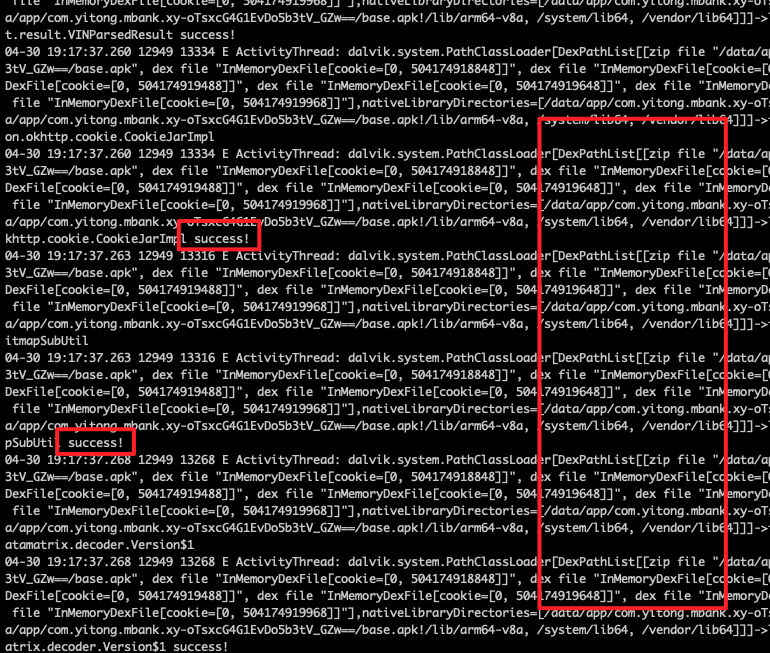 file "InMemoryDexFile[cookie=[0, 504174919968]]"],nativeLibraryDirectories=[/data/app/com.yitong.mbank.xy-oTs
a/app/com.yitong.mbank.xy-oTsxcG4G1EvDo5b3tV_GZw==/base.apk!/lib/arm64-v8a, /system/lib64, /vendor/lib64]]]->
t.result.VINParsedResult success!
04-30 19:17:37.260 12949 13334 E ActivityThread: dalvik.system.PathClassLoader[DexPathList[[zip file "/data/ap
3tV_GZw==/base.apk", dex file "InMemoryDexFile[cookie=[0, 504174918848]]", dex file "InMemoryDexFile[cookie=[0
DexFile[cookie=[0, 504174919488]]", dex file "InMemoryDexFile[cookie=[0, 504174919648]]", dex file "InMemoryDe
file "InMemoryDexFile[cookie=[0, 504174919968]]"],nativeLibraryDirectories=[/data/app/com.yitong.mbank.xy-oTs
a/app/com.yitong.mbank.xy-oTsxcG4G1EvDo5b3tV_GZw==/base.apk!/lib/arm64-v8a, /system/lib64, /vendor/lib64]]]->
on.okhttp.cookie.CookieJarImpl
04-30 19:17:37.260 12949 13334 E ActivityThread: dalvik.system.PathClassLoader[DexPathList[[zip file "/data/ap
3tV_GZw==/base.apk", dex file "InMemoryDexFile[cookie=[0, 504174918848]]", dex file "InMemoryDexFile[cookie=[0
DexFile[cookie=[0, 504174919488]]", dex file "InMemoryDexFile[cookie=[0, 504174919648]]", dex file "InMemoryDe
file "InMemoryDexFile[cookie=[0, 504174919968]]"],nativeLibraryDirectories=[/data/app/com.yitong.mbank.xy-oTs
a/app/com.yitong.mbank.xy-oTsxcG4G1EvDo5b3tV_GZw==/base.apk!/lib/arm64-v8a, /system/lib64, /vendor/lib64]]]->
khttp.cookie.CookieJarImpl success!
04-30 19:17:37.263 12949 13316 E ActivityThread: dalvik.system.PathClassLoader[DexPathList[[zip file "/data/ap
3tV_GZw==/base.apk", dex file "InMemoryDexFile[cookie=[0, 504174918848]]", dex file "InMemoryDexFile[cookie=[0
DexFile[cookie=[0, 504174919488]]", dex file "InMemoryDexFile[cookie=[0, 504174919648]]", dex file "InMemoryDe
file "InMemoryDexFile[cookie=[0, 504174919968]]"],nativeLibraryDirectories=[/data/app/com.yitong.mbank.xy-oTs
a/app/com.yitong.mbank.xy-oTsxcG4G1EvDo5b3tV_GZw==/base.apk!/lib/arm64-v8a, /system/lib64, /vendor/lib64]]]->
itmapSubUtil
04-30 19:17:37.263 12949 13316 E ActivityThread: dalvik.system.PathClassLoader[DexPathList[[zip file "/data/ap
3tV_GZw==/base.apk", dex file "InMemoryDexFile[cookie=[0, 504174918848]]", dex file "InMemoryDexFile[cookie=[0
DexFile[cookie=[0, 504174919488]]", dex file "InMemoryDexFile[cookie=[0, 504174919648]]", dex file "InMemoryDe
file "InMemoryDexFile[cookie=[0, 504174919968]]"],nativeLibraryDirectories=[/data/app/com.yitong.mbank.xy-oTs
a/app/com.yitong.mbank.xy-oTsxcG4G1EvDo5b3tV_GZw==/base.apk!/lib/arm64-v8a, /system/lib64, /vendor/lib64]]]->
pSubUtil success!
04-30 19:17:37.268 12949 13268 E ActivityThread: dalvik.system.PathClassLoader[DexPathList[[zip file "/data/ap
3tV_GZw==/base.apk", dex file "InMemoryDexFile[cookie=[0, 504174918848]]", dex file "InMemoryDexFile[cookie=[0
DexFile[cookie=[0, 504174919488]]", dex file "InMemoryDexFile[cookie=[0, 504174919648]]", dex file "InMemoryDe
file "InMemoryDexFile[cookie=[0, 504174919968]]"],nativeLibraryDirectories=[/data/app/com.yitong.mbank.xy-oTs
a/app/com.yitong.mbank.xy-oTsxcG4G1EvDo5b3tV_GZw==/base.apk!/lib/arm64-v8a, /system/lib64, /vendor/lib64]]]->
atamatrix.decoder.Version$1
04-30 19:17:37.268 12949 13268 E ActivityThread: dalvik.system.PathClassLoader[DexPathList[[zip file "/data/ap
3tV_GZw==/base.apk", dex file "InMemoryDexFile[cookie=[0, 504174918848]]", dex file "InMemoryDexFile[cookie=[0
DexFile[cookie=[0, 504174919488]]", dex file "InMemoryDexFile[cookie=[0, 504174919648]]", dex file "InMemoryDe
file "InMemoryDexFile[cookie=[0, 504174919968]]"],nativeLibraryDirectories=[/data/app/com.yitong.mbank.xy-oTs
a/app/com.yitong.mbank.xy-oTsxcG4G1EvDo5b3tV_GZw==/base.apk!/lib/arm64-v8a, /system/lib64, /vendor/lib64]]]->
atrix.decoder.Version$1 success!